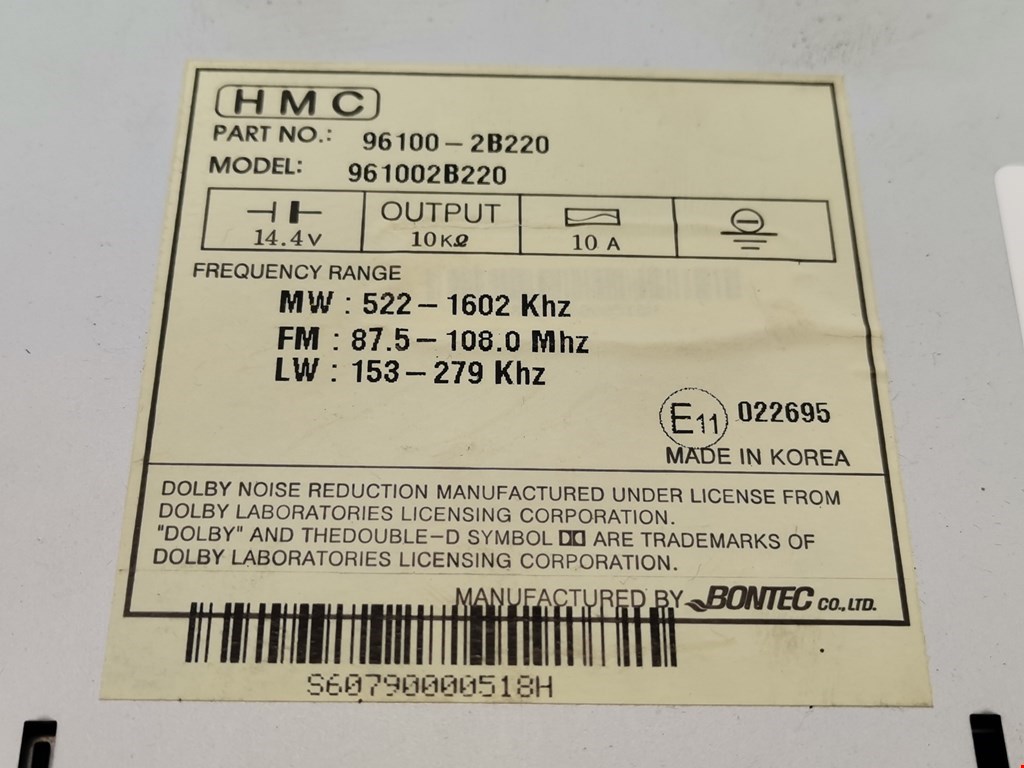 HMC
PART NO.: 96100-2B220
MODEL: 961002B220
14.4V
OUTPUT
10KΩ
10 A
FREQUENCY RANGE
MW : 522-1602 Khz
FM : 87.5-108.0 Mhz
LW : 153-279 Khz
E11 022695
MADE IN KOREA
DOLBY NOISE REDUCTION MANUFACTURED UNDER LICENSE FROM
DOLBY LABORATORIES LICENSING CORPORATION.
"DOLBY" AND THEDOUBLE-D SYMBOL ARE TRADEMARKS OF
DOLBY LABORATORIES LICENSING CORPORATION.
MANUFACTURED BY BONTEC CO.,LTD.
S60790000518H